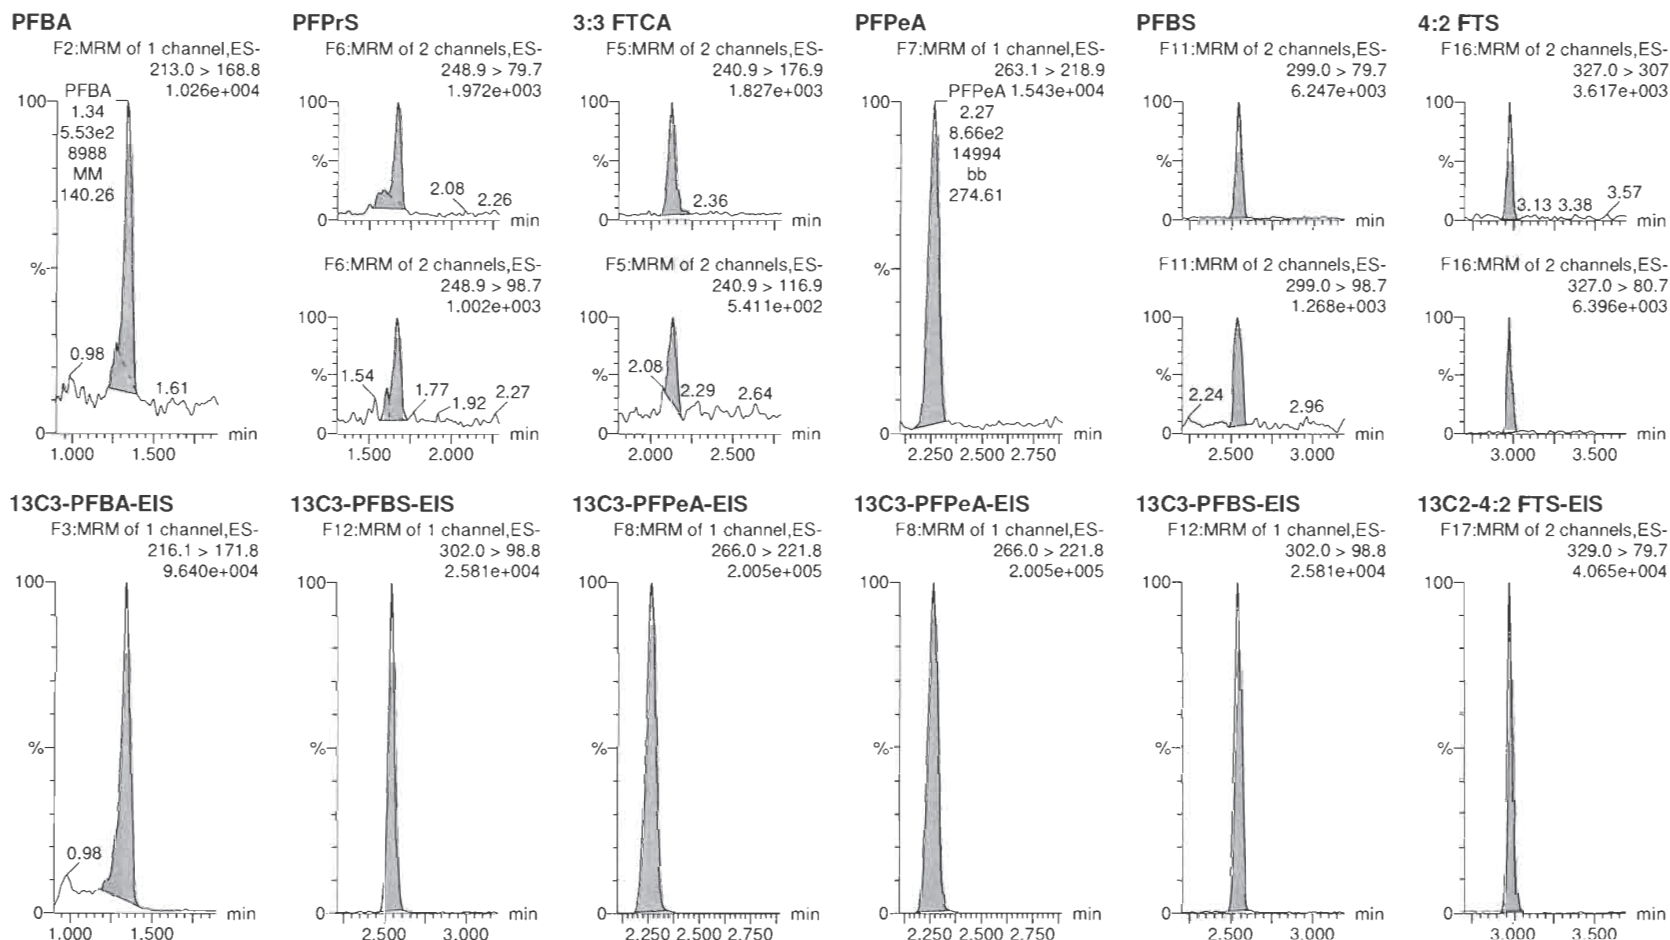 PFBA
F2:MRM of 1 channel,ES-
213.0 > 168.8
1.026e+004
PFBA
1.34
5.53e2
8988
MM
140.26
100
%
0.98
1.61
0
min
1.000 1.500
PFPrS
F6:MRM of 2 channels,ES-
248.9 > 79.7
1.972e+003
100
%
2.08
2.26
0
min
F6:MRM of 2 channels,ES-
248.9 > 98.7
1.002e+003
100
%
1.54
1.77
1.92
2.27
0
min
1.500 2.000
3:3 FTCA
F5:MRM of 2 channels,ES-
240.9 > 176.9
1.827e+003
100
%
2.36
0
min
F5:MRM of 2 channels,ES-
240.9 > 116.9
5.411e+002
100
%
2.08
2.29
2.64
0
min
2.000 2.500
PFPeA
F7:MRM of 1 channel,ES-
263.1 > 218.9
PFPeA 1.543e+004
2.27
8.66e2
14994
bb
274.61
100
%
0
min
2.250 2.500 2.750
PFBS
F11:MRM of 2 channels,ES-
299.0 > 79.7
6.247e+003
100
%
0
min
F11:MRM of 2 channels,ES-
299.0 > 98.7
1.268e+003
100
%
2.24
2.96
0
min
2.500 3.000
4:2 FTS
F16:MRM of 2 channels,ES-
327.0 > 307
3.617e+003
100
%
3.13 3.38
3.57
0
min
F16:MRM of 2 channels,ES-
327.0 > 80.7
6.396e+003
100
%
0
min
3.000 3.500
13C3-PFBA-EIS
F3:MRM of 1 channel,ES-
216.1 > 171.8
9.640e+004
100
%
0.98
0
min
1.000 1.500
13C3-PFBS-EIS
F12:MRM of 1 channel,ES-
302.0 > 98.8
2.581e+004
100
%
0
min
2.500 3.000
13C3-PFPeA-EIS
F8:MRM of 1 channel,ES-
266.0 > 221.8
2.005e+005
100
%
0
min
2.250 2.500 2.750
13C3-PFPeA-EIS
F8:MRM of 1 channel,ES-
266.0 > 221.8
2.005e+005
100
%
0
min
2.250 2.500 2.750
13C3-PFBS-EIS
F12:MRM of 1 channel,ES-
302.0 > 98.8
2.581e+004
100
%
0
min
2.500 3.000
13C2-4:2 FTS-EIS
F17:MRM of 2 channels,ES-
329.0 > 79.7
4.065e+004
100
%
0
min
3.000 3.500